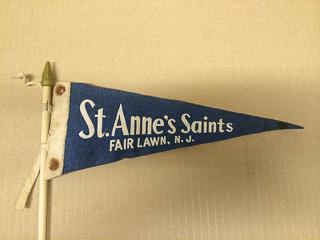 St. Anne's Saints
FAIR LAWN, N. J.